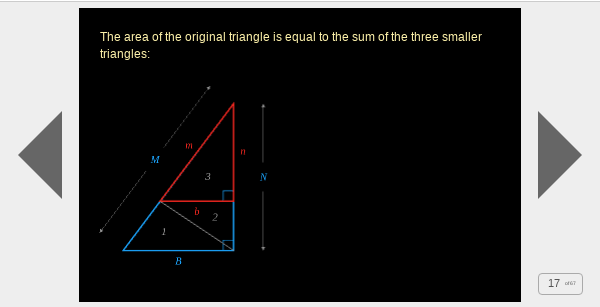 The area of the original triangle is equal to the sum of the three smaller
triangles:
m
n
M
3
N
b
2
1
B
17 of 67